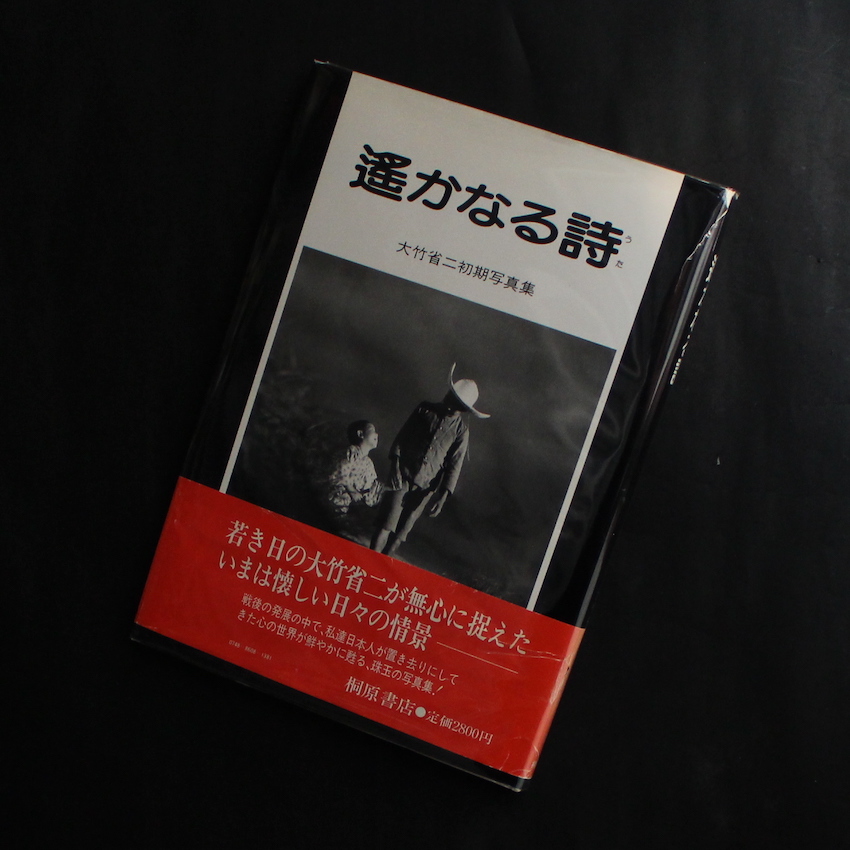 遙かなる詩
うた
大竹省二初期写真集
若き日の大竹省二が無心に捉えた
いまは懐しい日々の情景――
戦後の発展の中で、私達日本人が置き去りにして
きた心の世界が鮮やかに甦る、珠玉の写真集!
桐原書店●定価2800円